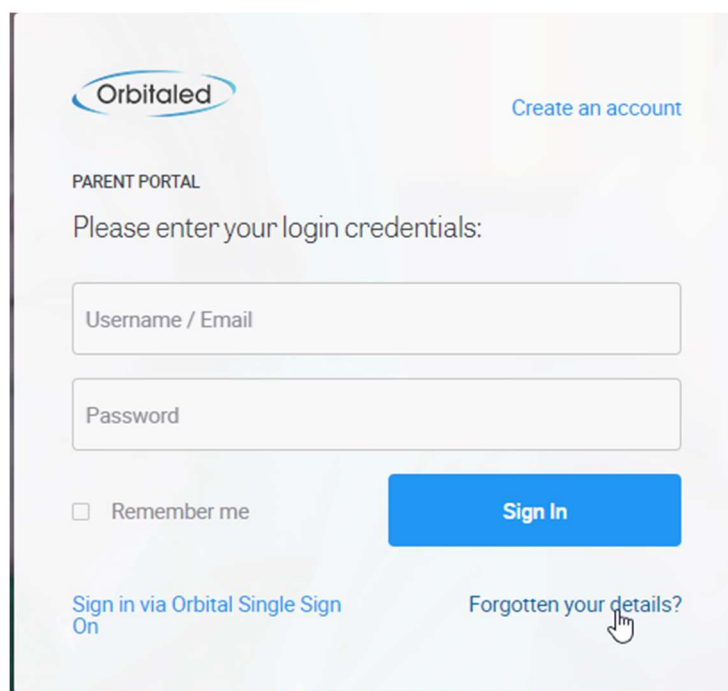 Orbitaled
Create an account
PARENT PORTAL
Please enter your login credentials:
Username / Email
Password
Remember me
Sign In
Sign in via Orbital Single Sign
On
Forgotten your details?